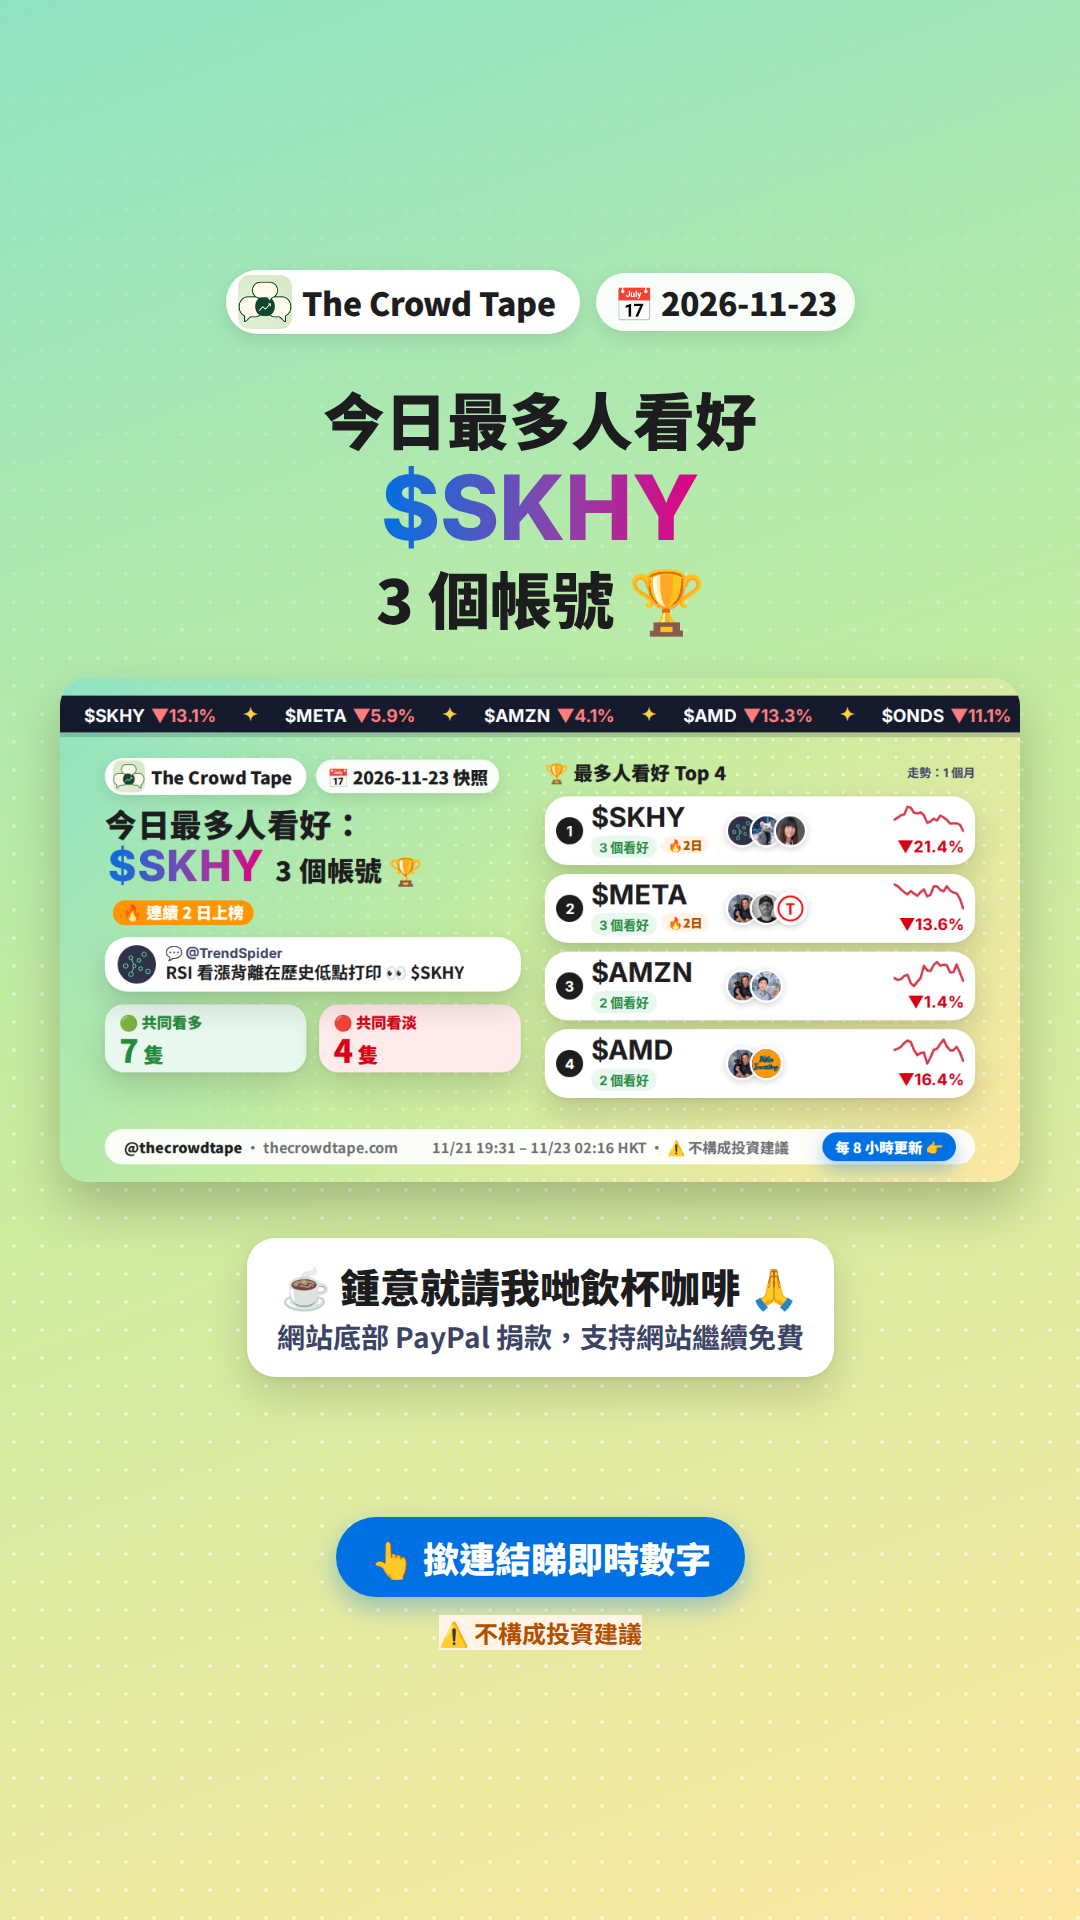 The Crowd Tape
📅 2026-11-23
今日最多人看好
$SKHY
3 個帳號 🏆
$SKHY ▼13.1% ✦ $META ▼5.9% ✦ $AMZN ▼4.1% ✦ $AMD ▼13.3% ✦ $ONDS ▼11.1%
The Crowd Tape
📅 2026-11-23 快照
今日最多人看好：
$SKHY 3 個帳號 🏆
🔥 連續 2 日上榜
💬 @TrendSpider
RSI 看漲背離在歷史低點打印 👀 $SKHY
🟢 共同看多
7 隻
🔴 共同看淡
4 隻
🏆 最多人看好 Top 4
走勢：1 個月
1 $SKHY
3 個看好 🔥2日
▼21.4%
2 $META
3 個看好 🔥2日
T
▼13.6%
3 $AMZN
2 個看好
▼1.4%
4 $AMD
2 個看好
▼16.4%
@thecrowdtape • thecrowdtape.com
11/21 19:31 – 11/23 02:16 HKT • ⚠️ 不構成投資建議
每 8 小時更新 👉
☕ 鍾意就請我哋飲杯咖啡 🙏
網站底部 PayPal 捐款，支持網站繼續免費
👆 撳連結睇即時數字
⚠️ 不構成投資建議